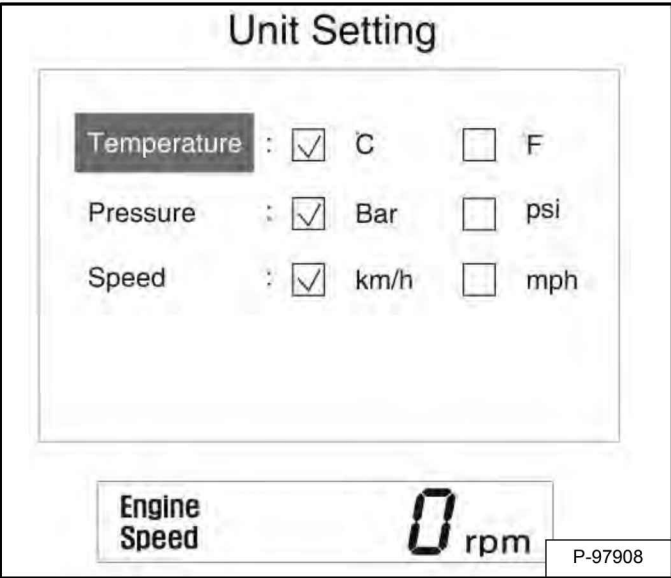 Unit Setting
Temperature : C F
Pressure : Bar psi
Speed : km/h mph
Engine
Speed
0 rpm
P-97908